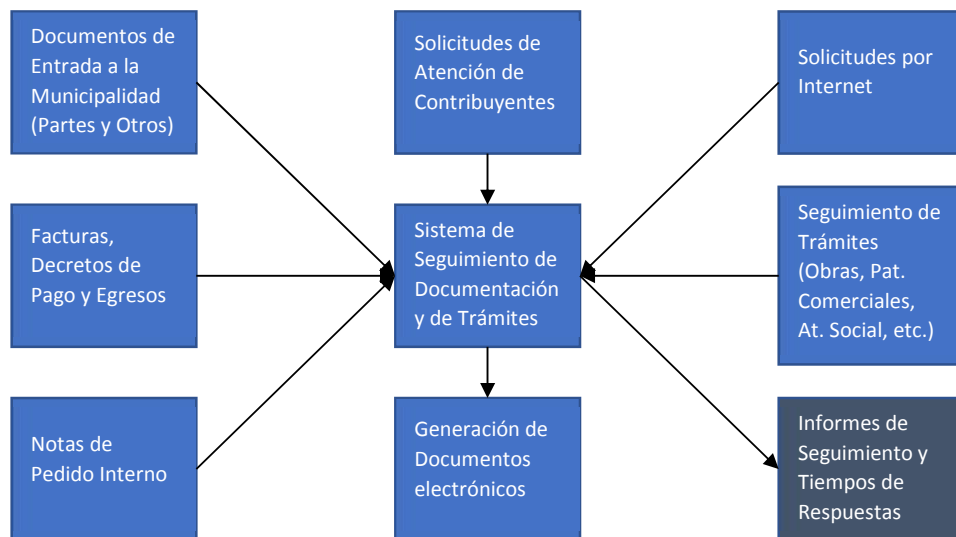 Documentos de
Entrada a la
Municipalidad
(Partes y Otros)
Solicitudes de
Atención de
Contribuyentes
Solicitudes por
Internet
Facturas,
Decretos de
Pago y Egresos
Sistema de
Seguimiento de
Documentación
y de Trámites
Seguimiento de
Trámites
(Obras, Pat.
Comerciales,
At. Social, etc.)
Notas de
Pedido Interno
Generación de
Documentos
electrónicos
Informes de
Seguimiento y
Tiempos de
Respuestas